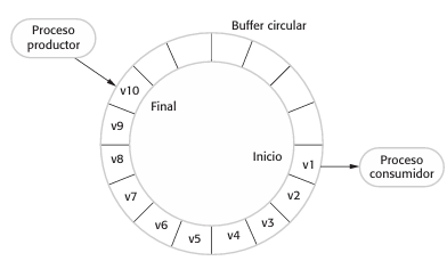 Proceso
productor
Buffer circular
v10
Final
v9
v8
v7
v6
v5
v4
v3
v2
v1
Inicio
Proceso
consumidor